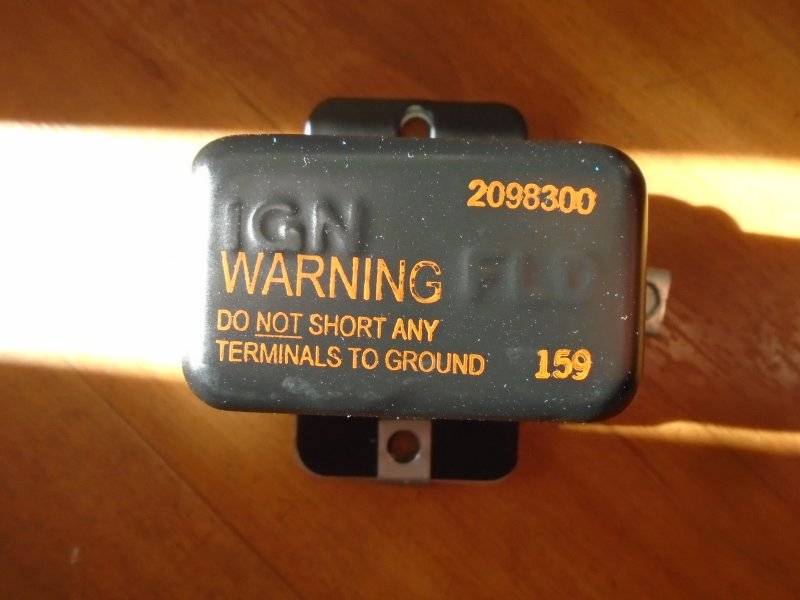 2098300
IGN
FLD
WARNING
DO NOT SHORT ANY
TERMINALS TO GROUND
159